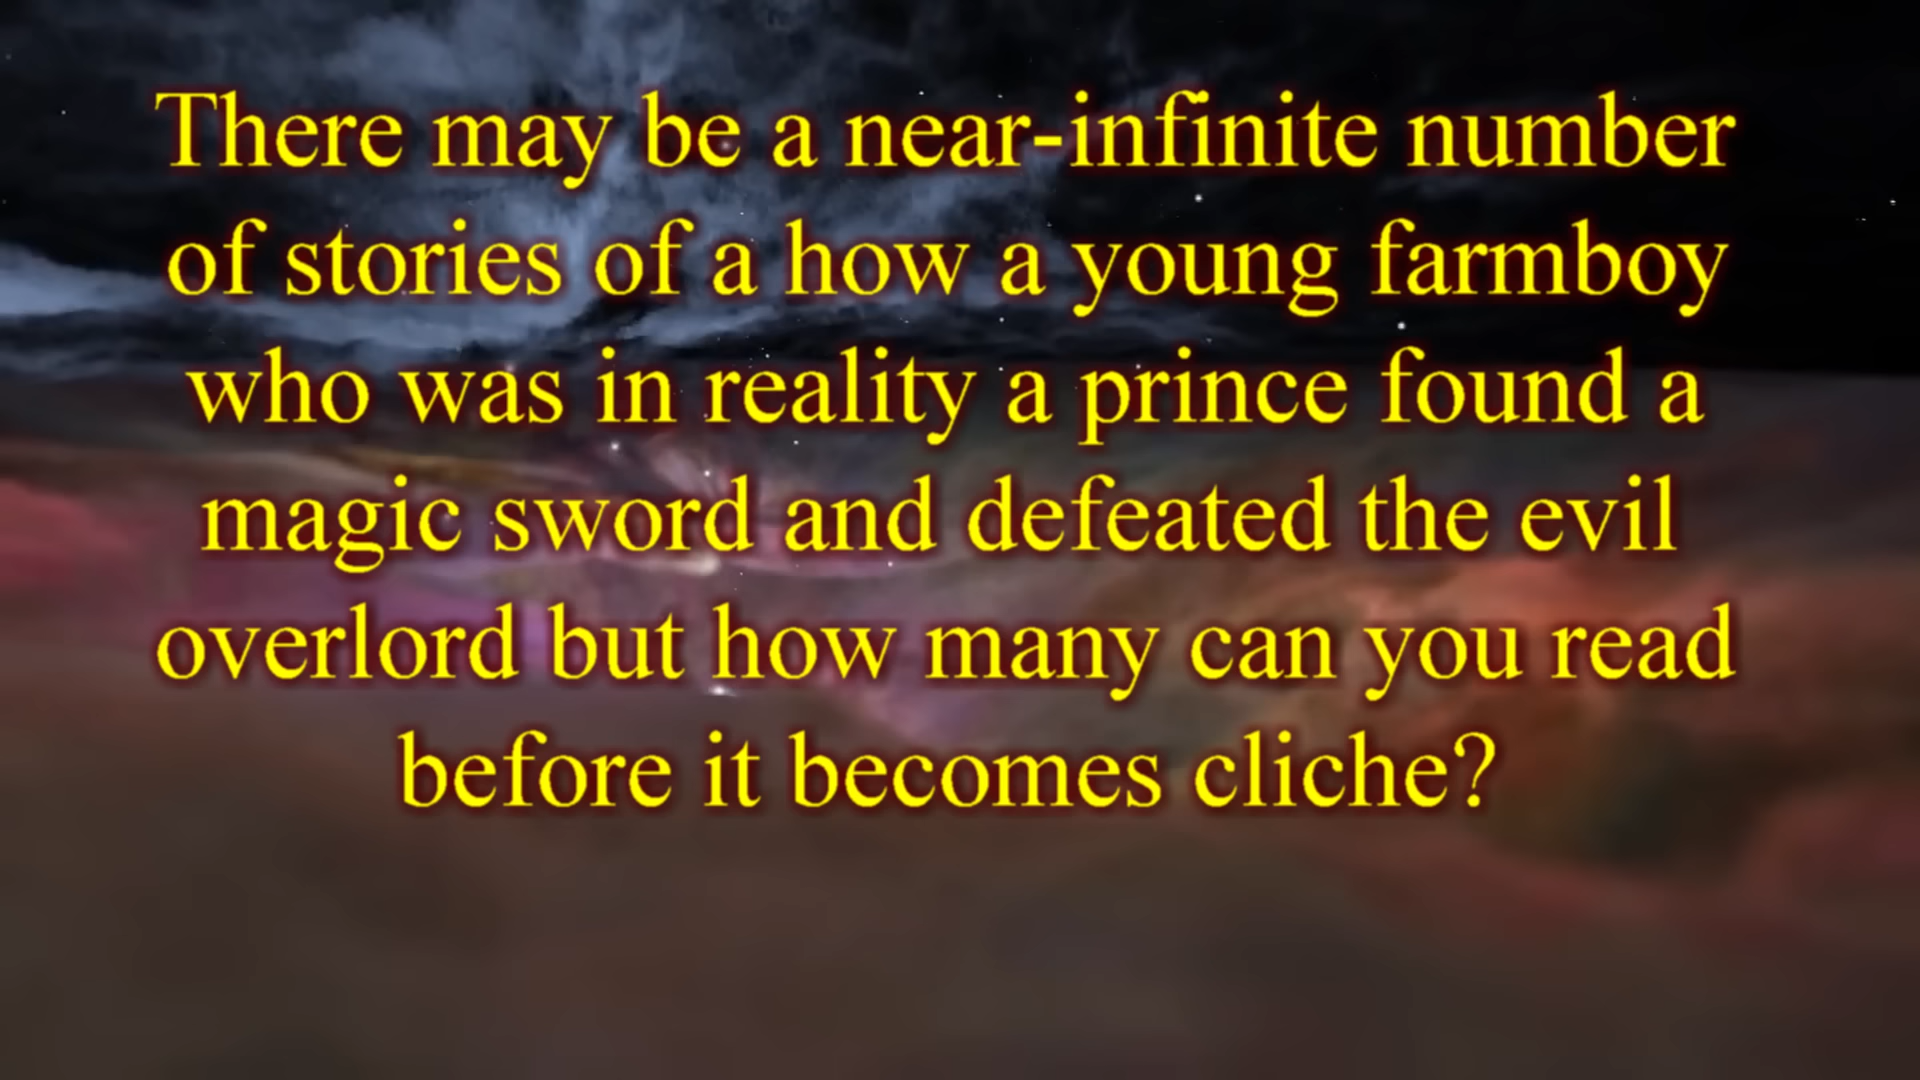 There may be a near-infinite number
of stories of a how a young farmboy
who was in reality a prince found a
magic sword and defeated the evil
overlord but how many can you read
before it becomes cliche?